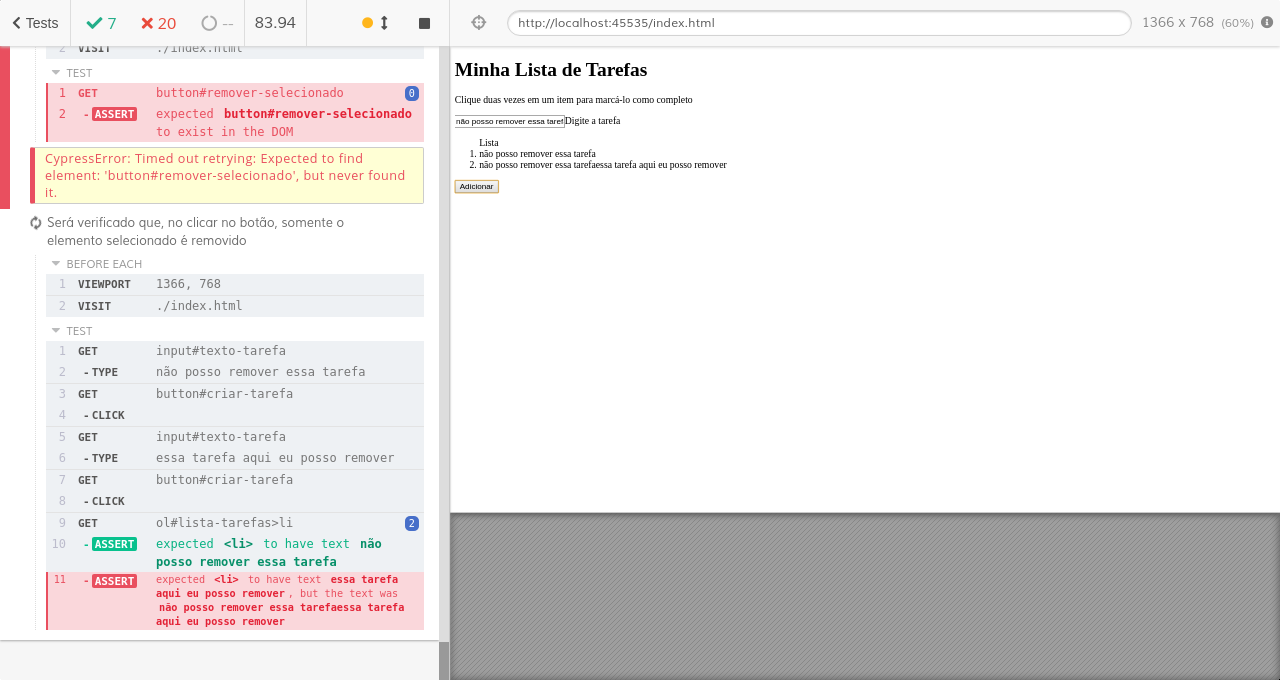 Tests
7
20
--
83.94
http://localhost:45535/index.html
1366 x 768 (60%)
2 VISIT ./index.html
TEST
1 GET button#remover-selecionado 0
2 -ASSERT expected button#remover-selecionado
to exist in the DOM
CypressError: Timed out retrying: Expected to find
element: 'button#remover-selecionado', but never found
it.
Será verificado que, no clicar no botão, somente o
elemento selecionado é removido
BEFORE EACH
1 VIEWPORT 1366, 768
2 VISIT ./index.html
TEST
1 GET input#texto-tarefa
2 -TYPE não posso remover essa tarefa
3 GET button#criar-tarefa
4 -CLICK
5 GET input#texto-tarefa
6 -TYPE essa tarefa aqui eu posso remover
7 GET button#criar-tarefa
8 -CLICK
9 GET ol#lista-tarefas>li 2
10 -ASSERT expected <li> to have text não
posso remover essa tarefa
11 -ASSERT expected <li> to have text essa tarefa
aqui eu posso remover, but the text was
não posso remover essa tarefaessa tarefa
aqui eu posso remover
Minha Lista de Tarefas
Clique duas vezes em um item para marcá-lo como completo
não posso remover essa taref Digite a tarefa
Lista
1. não posso remover essa tarefa
2. não posso remover essa tarefaessa tarefa aqui eu posso remover
Adicionar